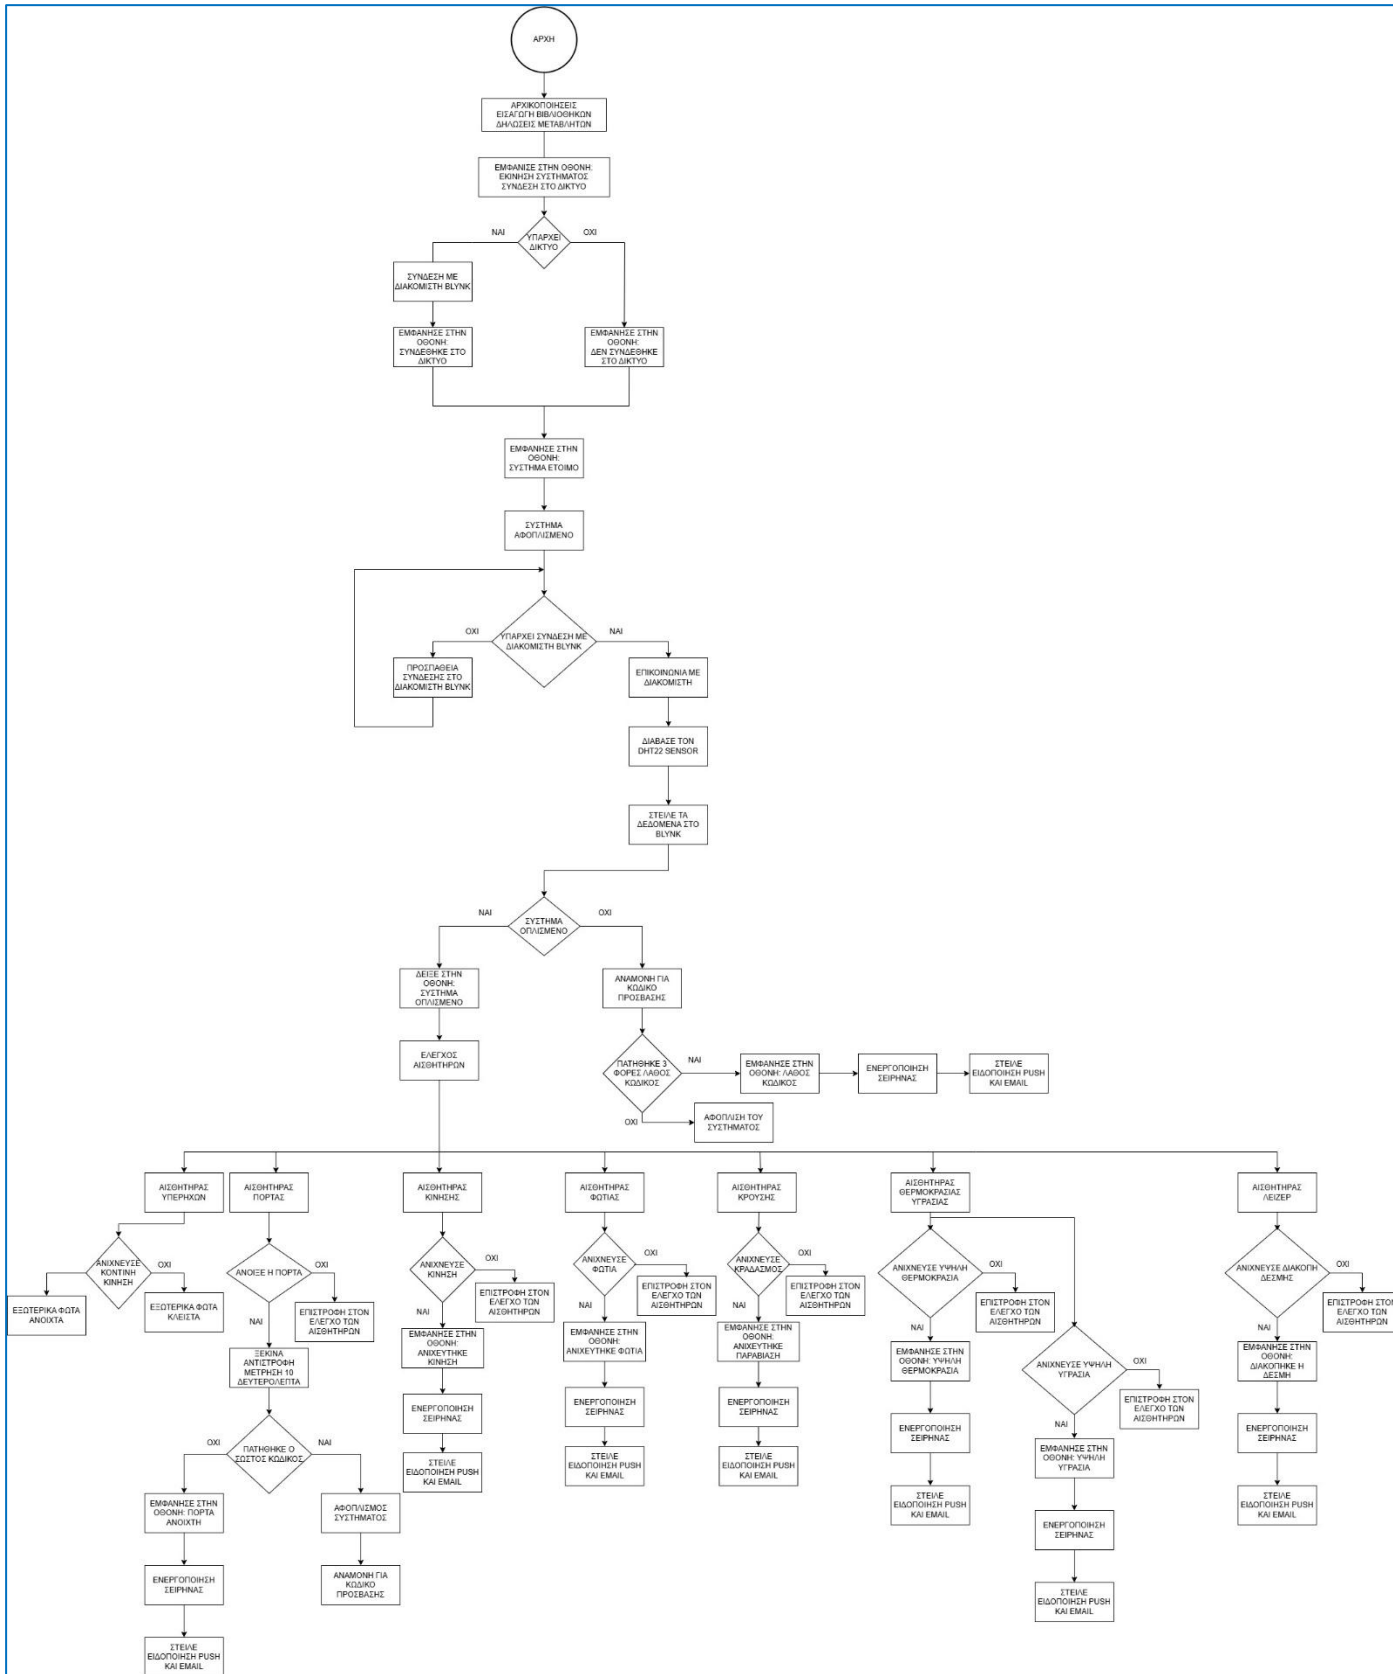 ΑΡΧΗ
ΑΡΧΙΚΟΠΟΙΗΣΕΙΣ
ΕΙΣΑΓΩΓΗ ΒΙΒΛΙΟΘΗΚΩΝ
ΔΗΛΩΣΕΙΣ ΜΕΤΑΒΛΗΤΩΝ
ΕΜΦΑΝΙΣΕ ΣΤΗΝ ΟΘΟΝΗ:
ΕΚΙΝΗΣΗ ΣΥΣΤΗΜΑΤΟΣ
ΣΥΝΔΕΣΗ ΣΤΟ ΔΙΚΤΥΟ
ΝΑΙ
ΥΠΑΡΧΕΙ
ΔΙΚΤΥΟ
ΟΧΙ
ΣΥΝΔΕΣΗ ΜΕ
ΔΙΑΚΟΜΙΣΤΗ BLYNK
ΕΜΦΑΝΗΣΕ ΣΤΗΝ
ΟΘΟΝΗ:
ΣΥΝΔΕΘΗΚΕ ΣΤΟ
ΔΙΚΤΥΟ
ΕΜΦΑΝΗΣΕ ΣΤΗΝ
ΟΘΟΝΗ:
ΔΕΝ ΣΥΝΔΕΘΗΚΕ
ΣΤΟ ΔΙΚΤΥΟ
ΕΜΦΑΝΗΣΕ ΣΤΗΝ
ΟΘΟΝΗ:
ΣΥΣΤΗΜΑ ΕΤΟΙΜΟ
ΣΥΣΤΗΜΑ
ΑΦΟΠΛΙΣΜΕΝΟ
ΟΧΙ
ΥΠΑΡΧΕΙ ΣΥΝΔΕΣΗ ΜΕ
ΔΙΑΚΟΜΙΣΤΗ BLYNK
ΝΑΙ
ΠΡΟΣΠΑΘΕΙΑ
ΣΥΝΔΕΣΗΣ ΣΤΟ
ΔΙΑΚΟΜΙΣΤΗ BLYNK
ΕΠΙΚΟΙΝΩΝΙΑ ΜΕ
ΔΙΑΚΟΜΙΣΤΗ
ΔΙΑΒΑΣΕ ΤΟΝ
DHT22 SENSOR
ΣΤΕΙΛΕ ΤΑ
ΔΕΔΟΜΕΝΑ ΣΤΟ
BLYNK
ΝΑΙ
ΣΥΣΤΗΜΑ
ΟΠΛΙΣΜΕΝΟ
ΟΧΙ
ΔΕΙΞΕ ΣΤΗΝ
ΟΘΟΝΗ:
ΣΥΣΤΗΜΑ
ΟΠΛΙΣΜΕΝΟ
ΑΝΑΜΟΝΗ ΓΙΑ
ΚΩΔΙΚΟ
ΠΡΟΣΒΑΣΗΣ
ΕΛΕΓΧΟΣ
ΑΙΣΘΗΤΗΡΩΝ
ΠΑΤΗΘΗΚΕ 3
ΦΟΡΕΣ ΛΑΘΟΣ
ΚΩΔΙΚΟΣ
ΝΑΙ
ΕΜΦΑΝΗΣΕ ΣΤΗΝ
ΟΘΟΝΗ: ΛΑΘΟΣ
ΚΩΔΙΚΟΣ
ΕΝΕΡΓΟΠΟΙΗΣΗ
ΣΕΙΡΗΝΑΣ
ΣΤΕΙΛΕ
ΕΙΔΟΠΟΙΗΣΗ PUSH
ΚΑΙ EMAIL
ΟΧΙ
ΑΦΟΠΛΙΣΗ ΤΟΥ
ΣΥΣΤΗΜΑΤΟΣ
ΑΙΣΘΗΤΗΡΑΣ
ΥΠΕΡΗΧΩΝ
ΑΝΙΧΝΕΥΣΕ
ΚΟΝΤΙΝΗ
ΚΙΝΗΣΗ
ΟΧΙ
ΕΞΩΤΕΡΙΚΑ ΦΩΤΑ
ΑΝΟΙΧΤΑ
ΕΞΩΤΕΡΙΚΑ ΦΩΤΑ
ΚΛΕΙΣΤΑ
ΑΙΣΘΗΤΗΡΑΣ
ΠΟΡΤΑΣ
ΑΝΟΙΞΕ Η ΠΟΡΤΑ
ΟΧΙ
ΕΠΙΣΤΡΟΦΗ ΣΤΟΝ
ΕΛΕΓΧΟ ΤΩΝ
ΑΙΣΘΗΤΗΡΩΝ
ΝΑΙ
ΞΕΚΙΝΑ
ΑΝΤΙΣΤΡΟΦΗ
ΜΕΤΡΗΣΗ 10
ΔΕΥΤΕΡΟΛΕΠΤΑ
ΟΧΙ
ΠΑΤΗΘΗΚΕ Ο
ΣΩΣΤΟΣ ΚΩΔΙΚΟΣ
ΝΑΙ
ΕΜΦΑΝΗΣΕ ΣΤΗΝ
ΟΘΟΝΗ: ΠΟΡΤΑ
ΑΝΟΙΧΤΗ
ΕΝΕΡΓΟΠΟΙΗΣΗ
ΣΕΙΡΗΝΑΣ
ΣΤΕΙΛΕ
ΕΙΔΟΠΟΙΗΣΗ PUSH
ΚΑΙ EMAIL
ΑΦΟΠΛΙΣΜΟΣ
ΣΥΣΤΗΜΑΤΟΣ
ΑΝΑΜΟΝΗ ΓΙΑ
ΚΩΔΙΚΟ
ΠΡΟΣΒΑΣΗΣ
ΑΙΣΘΗΤΗΡΑΣ
ΚΙΝΗΣΗΣ
ΑΝΙΧΝΕΥΣΕ
ΚΙΝΗΣΗ
ΟΧΙ
ΕΠΙΣΤΡΟΦΗ ΣΤΟΝ
ΕΛΕΓΧΟ ΤΩΝ
ΑΙΣΘΗΤΗΡΩΝ
ΝΑΙ
ΕΜΦΑΝΗΣΕ ΣΤΗΝ
ΟΘΟΝΗ:
ΑΝΙΧΕΥΤΗΚΕ
ΚΙΝΗΣΗ
ΕΝΕΡΓΟΠΟΙΗΣΗ
ΣΕΙΡΗΝΑΣ
ΣΤΕΙΛΕ
ΕΙΔΟΠΟΙΗΣΗ PUSH
ΚΑΙ EMAIL
ΑΙΣΘΗΤΗΡΑΣ
ΦΩΤΙΑΣ
ΑΝΙΧΝΕΥΣΕ
ΦΩΤΙΑ
ΟΧΙ
ΕΠΙΣΤΡΟΦΗ ΣΤΟΝ
ΕΛΕΓΧΟ ΤΩΝ
ΑΙΣΘΗΤΗΡΩΝ
ΝΑΙ
ΕΜΦΑΝΗΣΕ ΣΤΗΝ
ΟΘΟΝΗ:
ΑΝΙΧΕΥΤΗΚΕ ΦΩΤΙΑ
ΕΝΕΡΓΟΠΟΙΗΣΗ
ΣΕΙΡΗΝΑΣ
ΣΤΕΙΛΕ
ΕΙΔΟΠΟΙΗΣΗ PUSH
ΚΑΙ EMAIL
ΑΙΣΘΗΤΗΡΑΣ
ΚΡΟΥΣΗΣ
ΑΝΙΧΝΕΥΣΕ
ΚΡΑΔΑΣΜΟΣ
ΟΧΙ
ΕΠΙΣΤΡΟΦΗ ΣΤΟΝ
ΕΛΕΓΧΟ ΤΩΝ
ΑΙΣΘΗΤΗΡΩΝ
ΝΑΙ
ΕΜΦΑΝΗΣΕ ΣΤΗΝ
ΟΘΟΝΗ:
ΑΝΙΧΕΥΤΗΚΕ
ΠΑΡΑΒΙΑΣΗ
ΕΝΕΡΓΟΠΟΙΗΣΗ
ΣΕΙΡΗΝΑΣ
ΣΤΕΙΛΕ
ΕΙΔΟΠΟΙΗΣΗ PUSH
ΚΑΙ EMAIL
ΑΙΣΘΗΤΗΡΑΣ
ΘΕΡΜΟΚΡΑΣΙΑΣ
ΥΓΡΑΣΙΑΣ
ΑΝΙΧΝΕΥΣΕ ΥΨΗΛΗ
ΘΕΡΜΟΚΡΑΣΙΑ
ΟΧΙ
ΕΠΙΣΤΡΟΦΗ ΣΤΟΝ
ΕΛΕΓΧΟ ΤΩΝ
ΑΙΣΘΗΤΗΡΩΝ
ΝΑΙ
ΕΜΦΑΝΗΣΕ ΣΤΗΝ
ΟΘΟΝΗ: ΥΨΗΛΗ
ΘΕΡΜΟΚΡΑΣΙΑ
ΕΝΕΡΓΟΠΟΙΗΣΗ
ΣΕΙΡΗΝΑΣ
ΣΤΕΙΛΕ
ΕΙΔΟΠΟΙΗΣΗ PUSH
ΚΑΙ EMAIL
ΑΝΙΧΝΕΥΣΕ ΥΨΗΛΗ
ΥΓΡΑΣΙΑ
ΟΧΙ
ΕΠΙΣΤΡΟΦΗ ΣΤΟΝ
ΕΛΕΓΧΟ ΤΩΝ
ΑΙΣΘΗΤΗΡΩΝ
ΝΑΙ
ΕΜΦΑΝΗΣΕ ΣΤΗΝ
ΟΘΟΝΗ: ΥΨΗΛΗ
ΥΓΡΑΣΙΑ
ΕΝΕΡΓΟΠΟΙΗΣΗ
ΣΕΙΡΗΝΑΣ
ΣΤΕΙΛΕ
ΕΙΔΟΠΟΙΗΣΗ PUSH
ΚΑΙ EMAIL
ΑΙΣΘΗΤΗΡΑΣ
ΛΕΙΖΕΡ
ΑΝΙΧΝΕΥΣΕ ΔΙΑΚΟΠΗ
ΔΕΣΜΗΣ
ΟΧΙ
ΕΠΙΣΤΡΟΦΗ ΣΤΟΝ
ΕΛΕΓΧΟ ΤΩΝ
ΑΙΣΘΗΤΗΡΩΝ
ΝΑΙ
ΕΜΦΑΝΗΣΕ ΣΤΗΝ
ΟΘΟΝΗ:
ΔΙΑΚΟΠΗΚΕ Η
ΔΕΣΜΗ
ΕΝΕΡΓΟΠΟΙΗΣΗ
ΣΕΙΡΗΝΑΣ
ΣΤΕΙΛΕ
ΕΙΔΟΠΟΙΗΣΗ PUSH
ΚΑΙ EMAIL